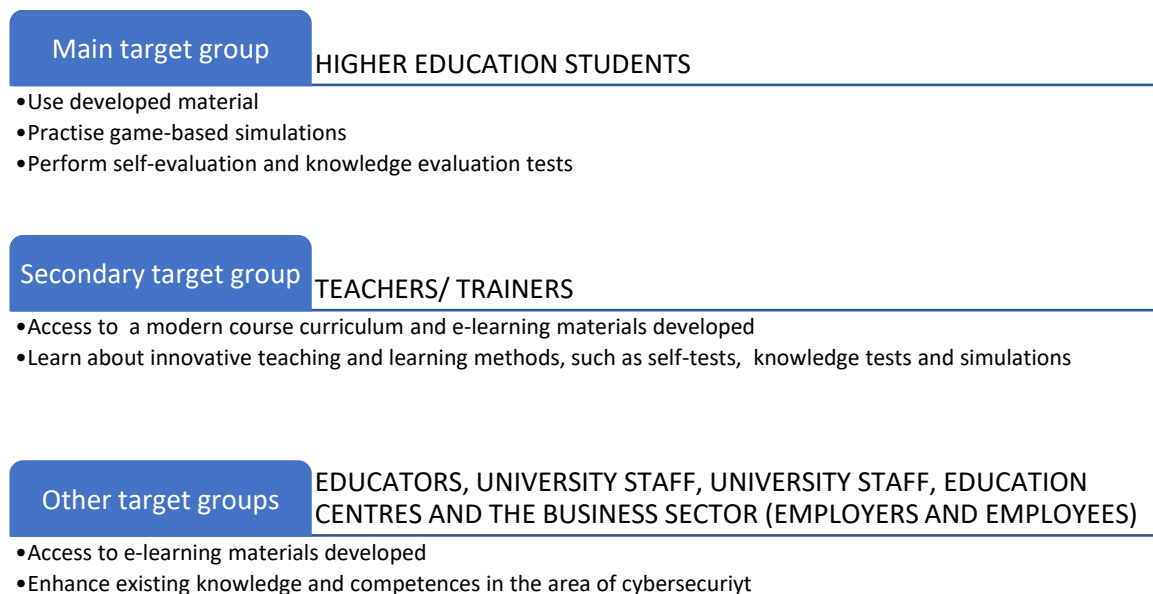 Main target group
HIGHER EDUCATION STUDENTS
•Use developed material
•Practise game-based simulations
•Perform self-evaluation and knowledge evaluation tests
Secondary target group
TEACHERS/ TRAINERS
•Access to  a modern course curriculum and e-learning materials developed
•Learn about innovative teaching and learning methods, such as self-tests,  knowledge tests and simulations
Other target groups
EDUCATORS, UNIVERSITY STAFF, UNIVERSITY STAFF, EDUCATION
CENTRES AND THE BUSINESS SECTOR (EMPLOYERS AND EMPLOYEES)
•Access to e-learning materials developed
•Enhance existing knowledge and competences in the area of cybersecuriyt